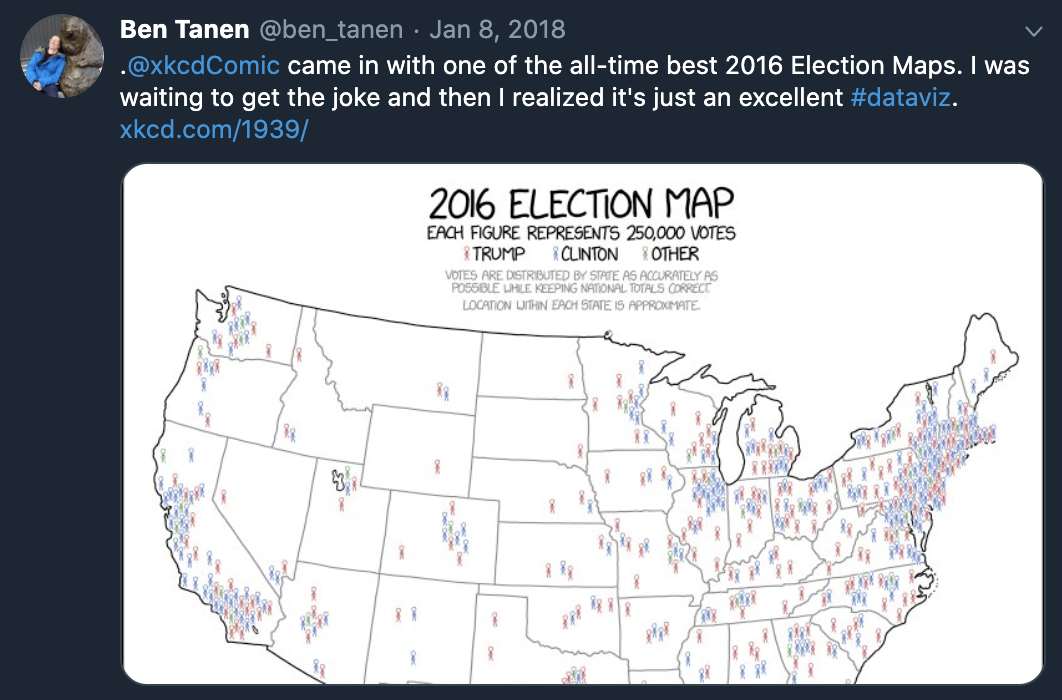 Ben Tanen @ben_tanen · Jan 8, 2018
.@xkcdComic came in with one of the all-time best 2016 Election Maps. I was
waiting to get the joke and then I realized it's just an excellent #dataviz.
xkcd.com/1939/
2016 ELECTION MAP
EACH FIGURE REPRESENTS 250,000 VOTES
TRUMP CLINTON OTHER
VOTES ARE DISTRIBUTED BY STATE AS ACCURATELY AS
POSSIBLE WHILE KEEPING NATIONAL TOTALS CORRECT
LOCATION WITHIN EACH STATE IS APPROXIMATE.